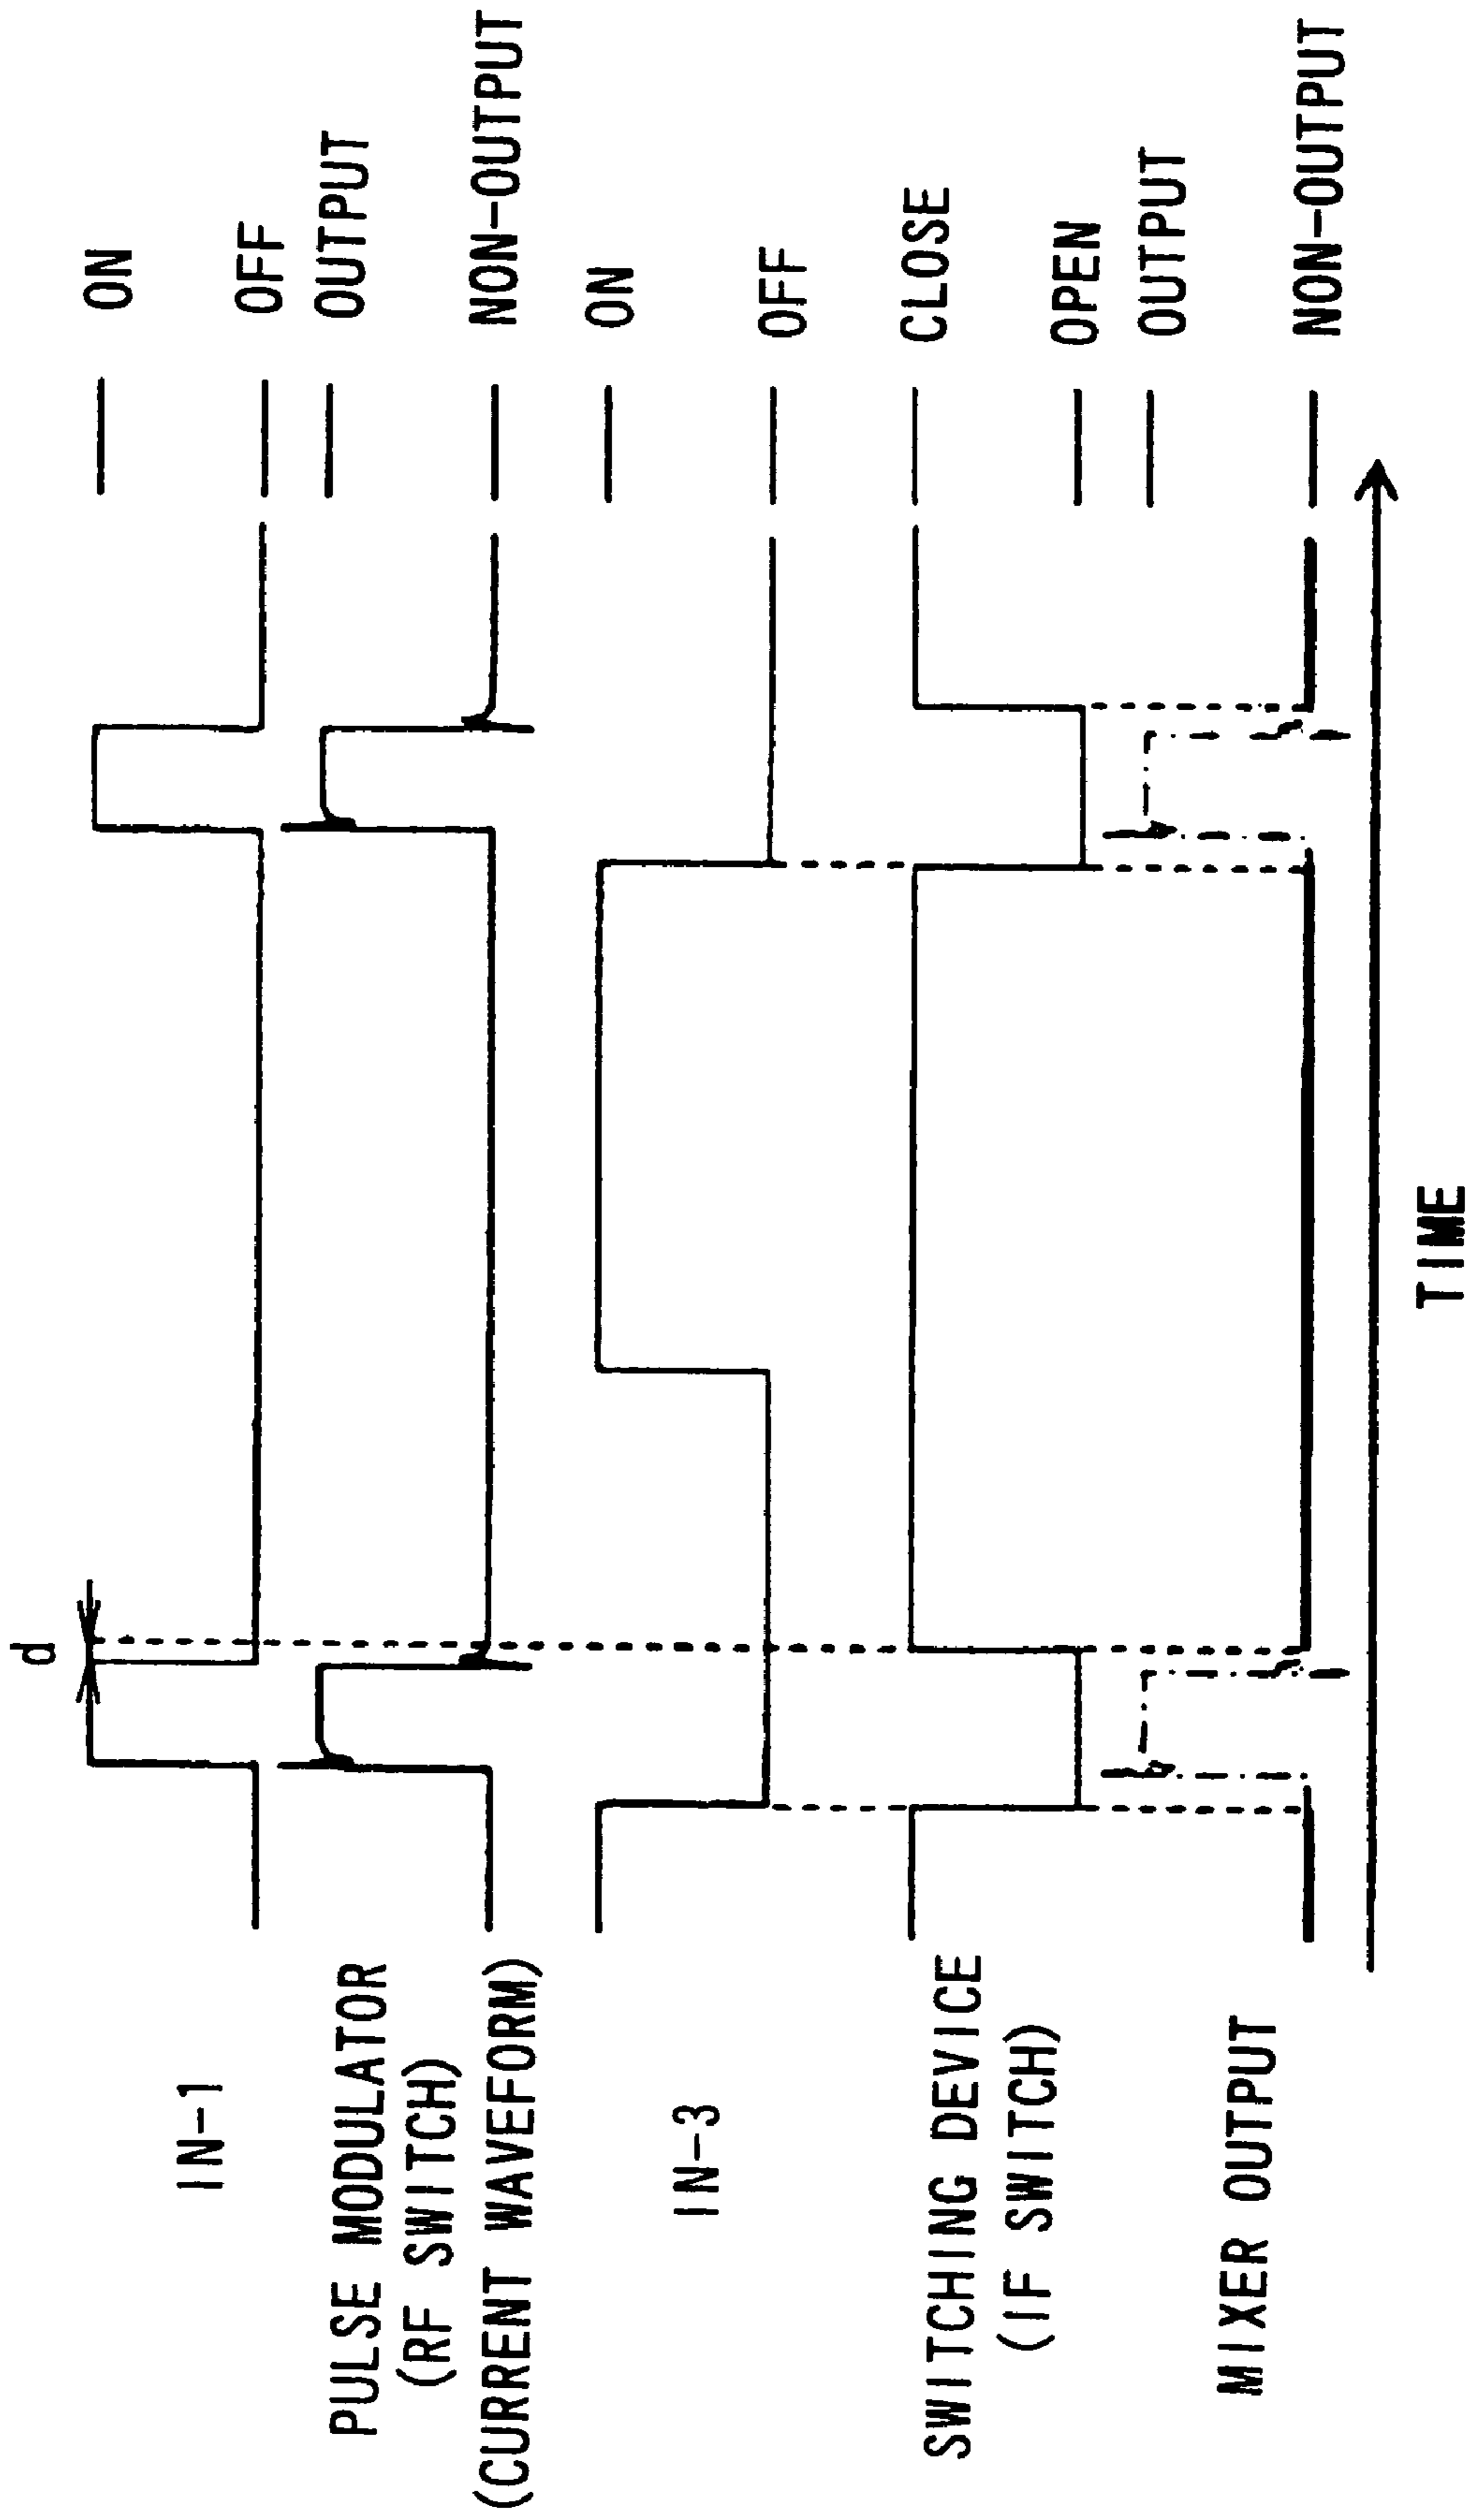 d
IN-1
ON
OFF
PULSE MODULATOR
(RF SWITCH)
(CURRENT WAVEFORM)
OUTPUT
NON-OUTPUT
IN-3
ON
OFF
SWITCHING DEVICE
(IF SWITCH)
CLOSE
OPEN
MIXER OUTPUT
OUTPUT
NON-OUTPUT
TIME